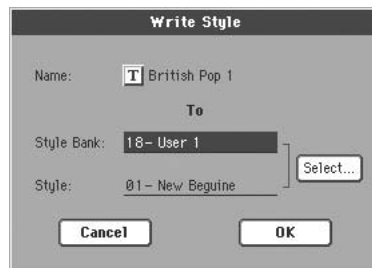 Write Style
Name: T British Pop 1
To
Style Bank: 18- User 1
Select...
Style: 01- New Beguine
Cancel OK